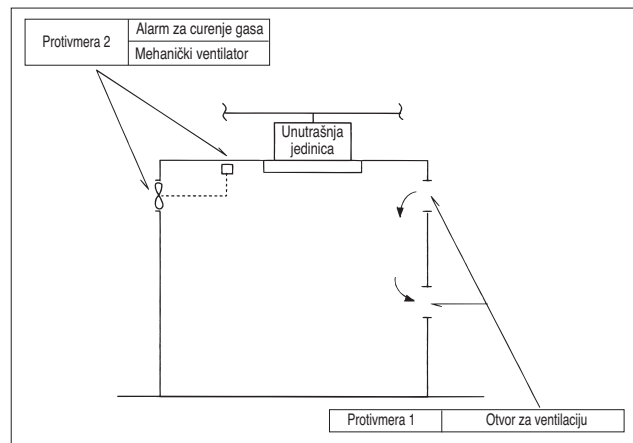 Protivmera 2
Alarm za curenje gasa
Mehanički ventilator
Unutrašnja
jedinica
Protivmera 1
Otvor za ventilaciju